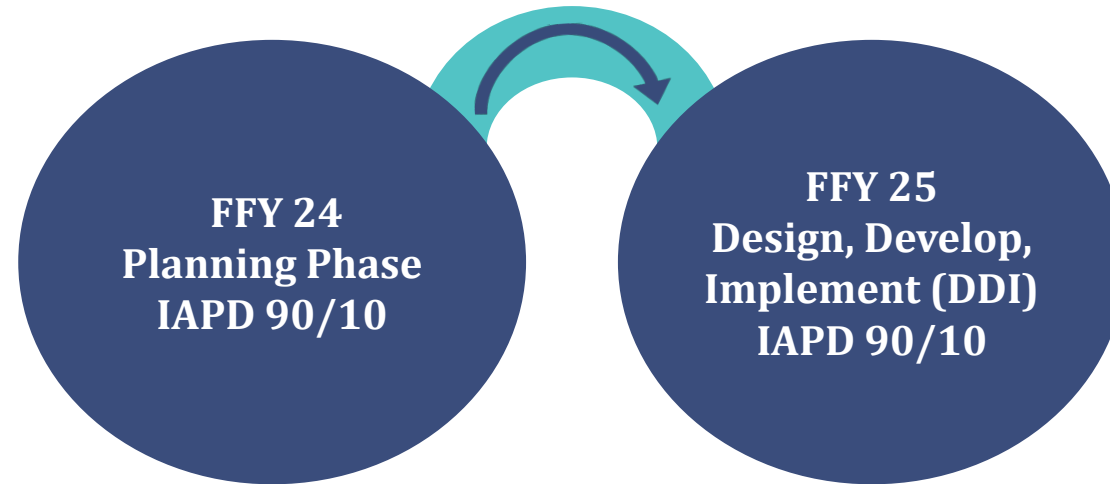 FFY 24
Planning Phase
IAPD 90/10
FFY 25
Design, Develop,
Implement (DDI)
IAPD 90/10